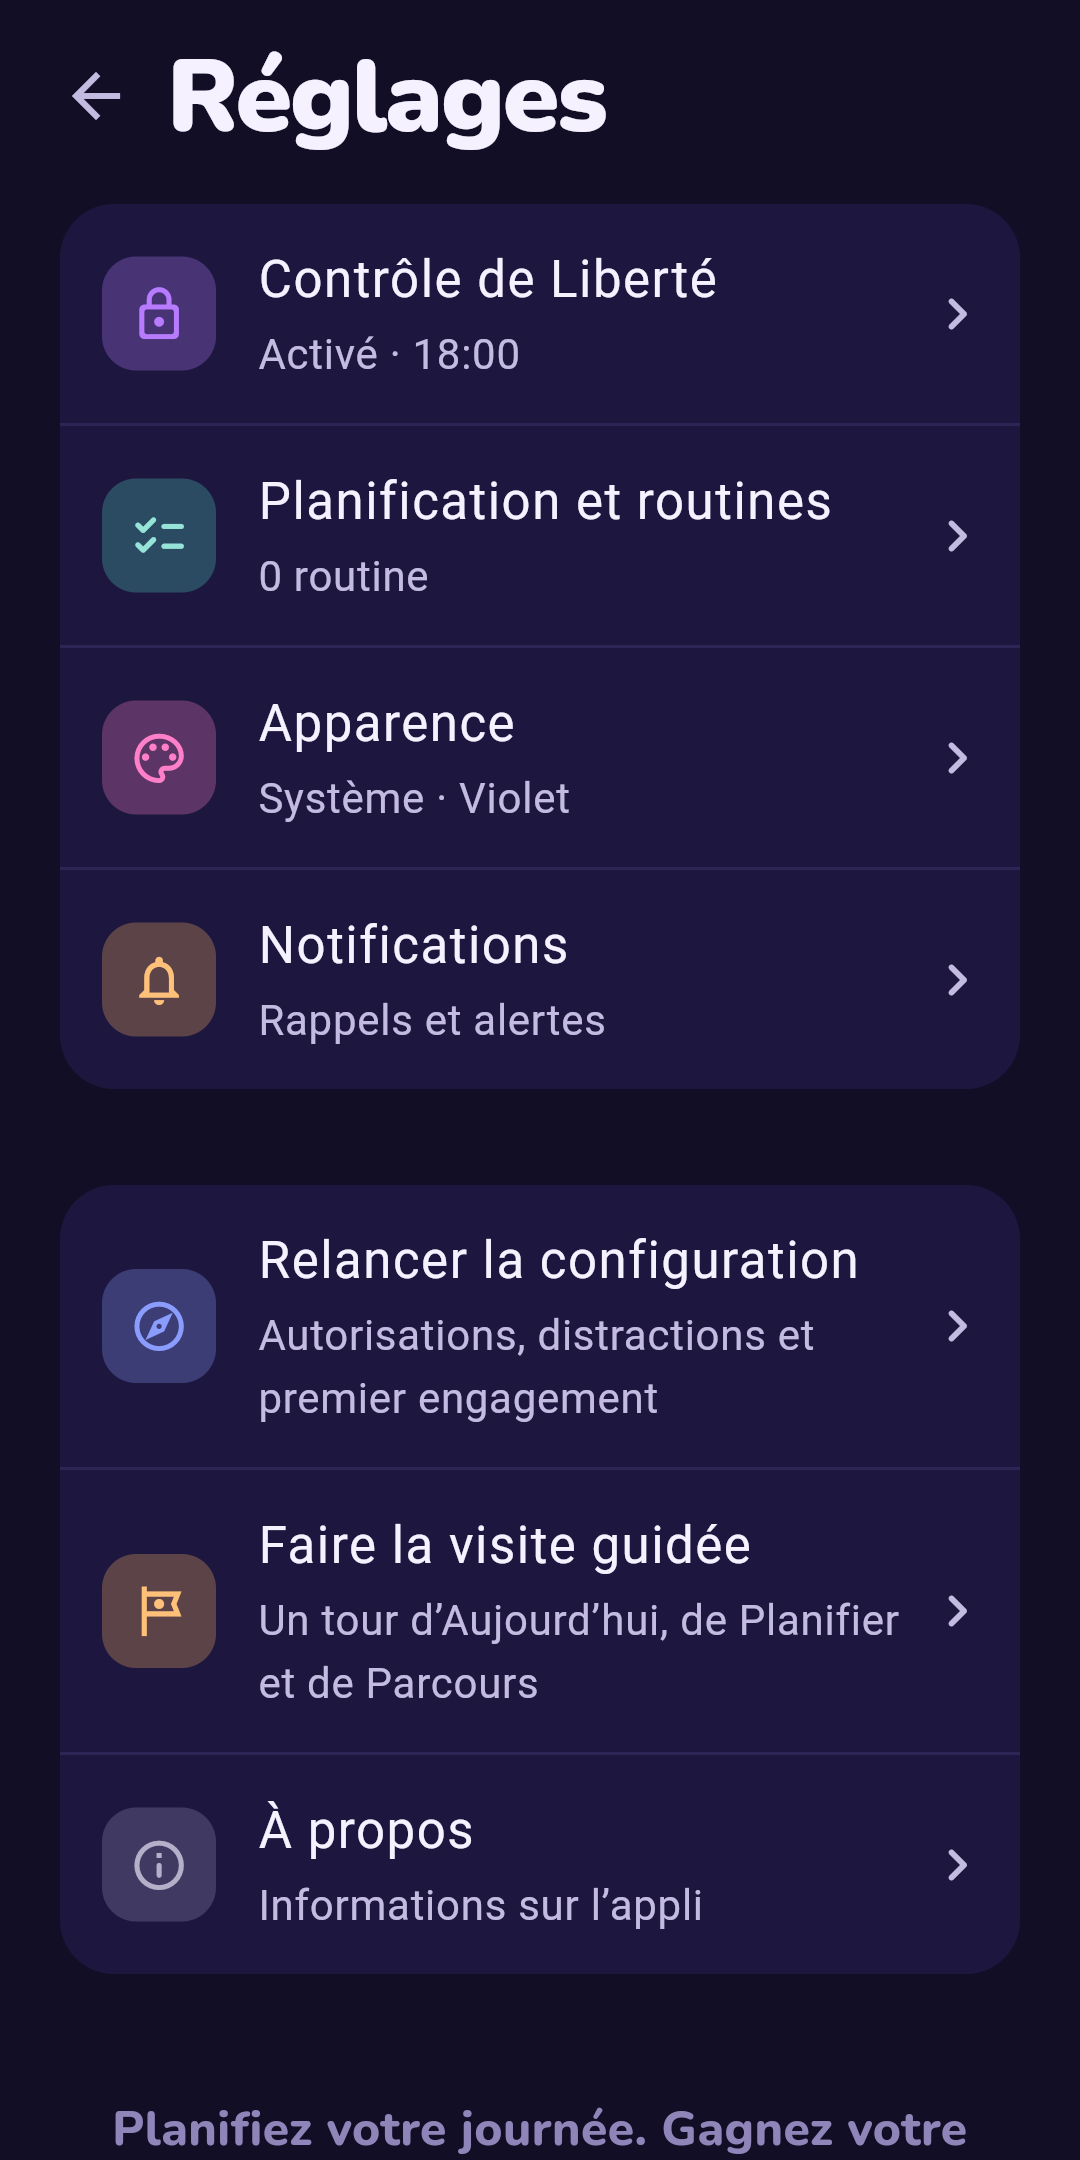 Réglages
Contrôle de Liberté
Activé · 18:00
Planification et routines
0 routine
Apparence
Système · Violet
Notifications
Rappels et alertes
Relancer la configuration
Autorisations, distractions et
premier engagement
Faire la visite guidée
Un tour d’Aujourd’hui, de Planifier
et de Parcours
À propos
Informations sur l’appli
Planifiez votre journée. Gagnez votre